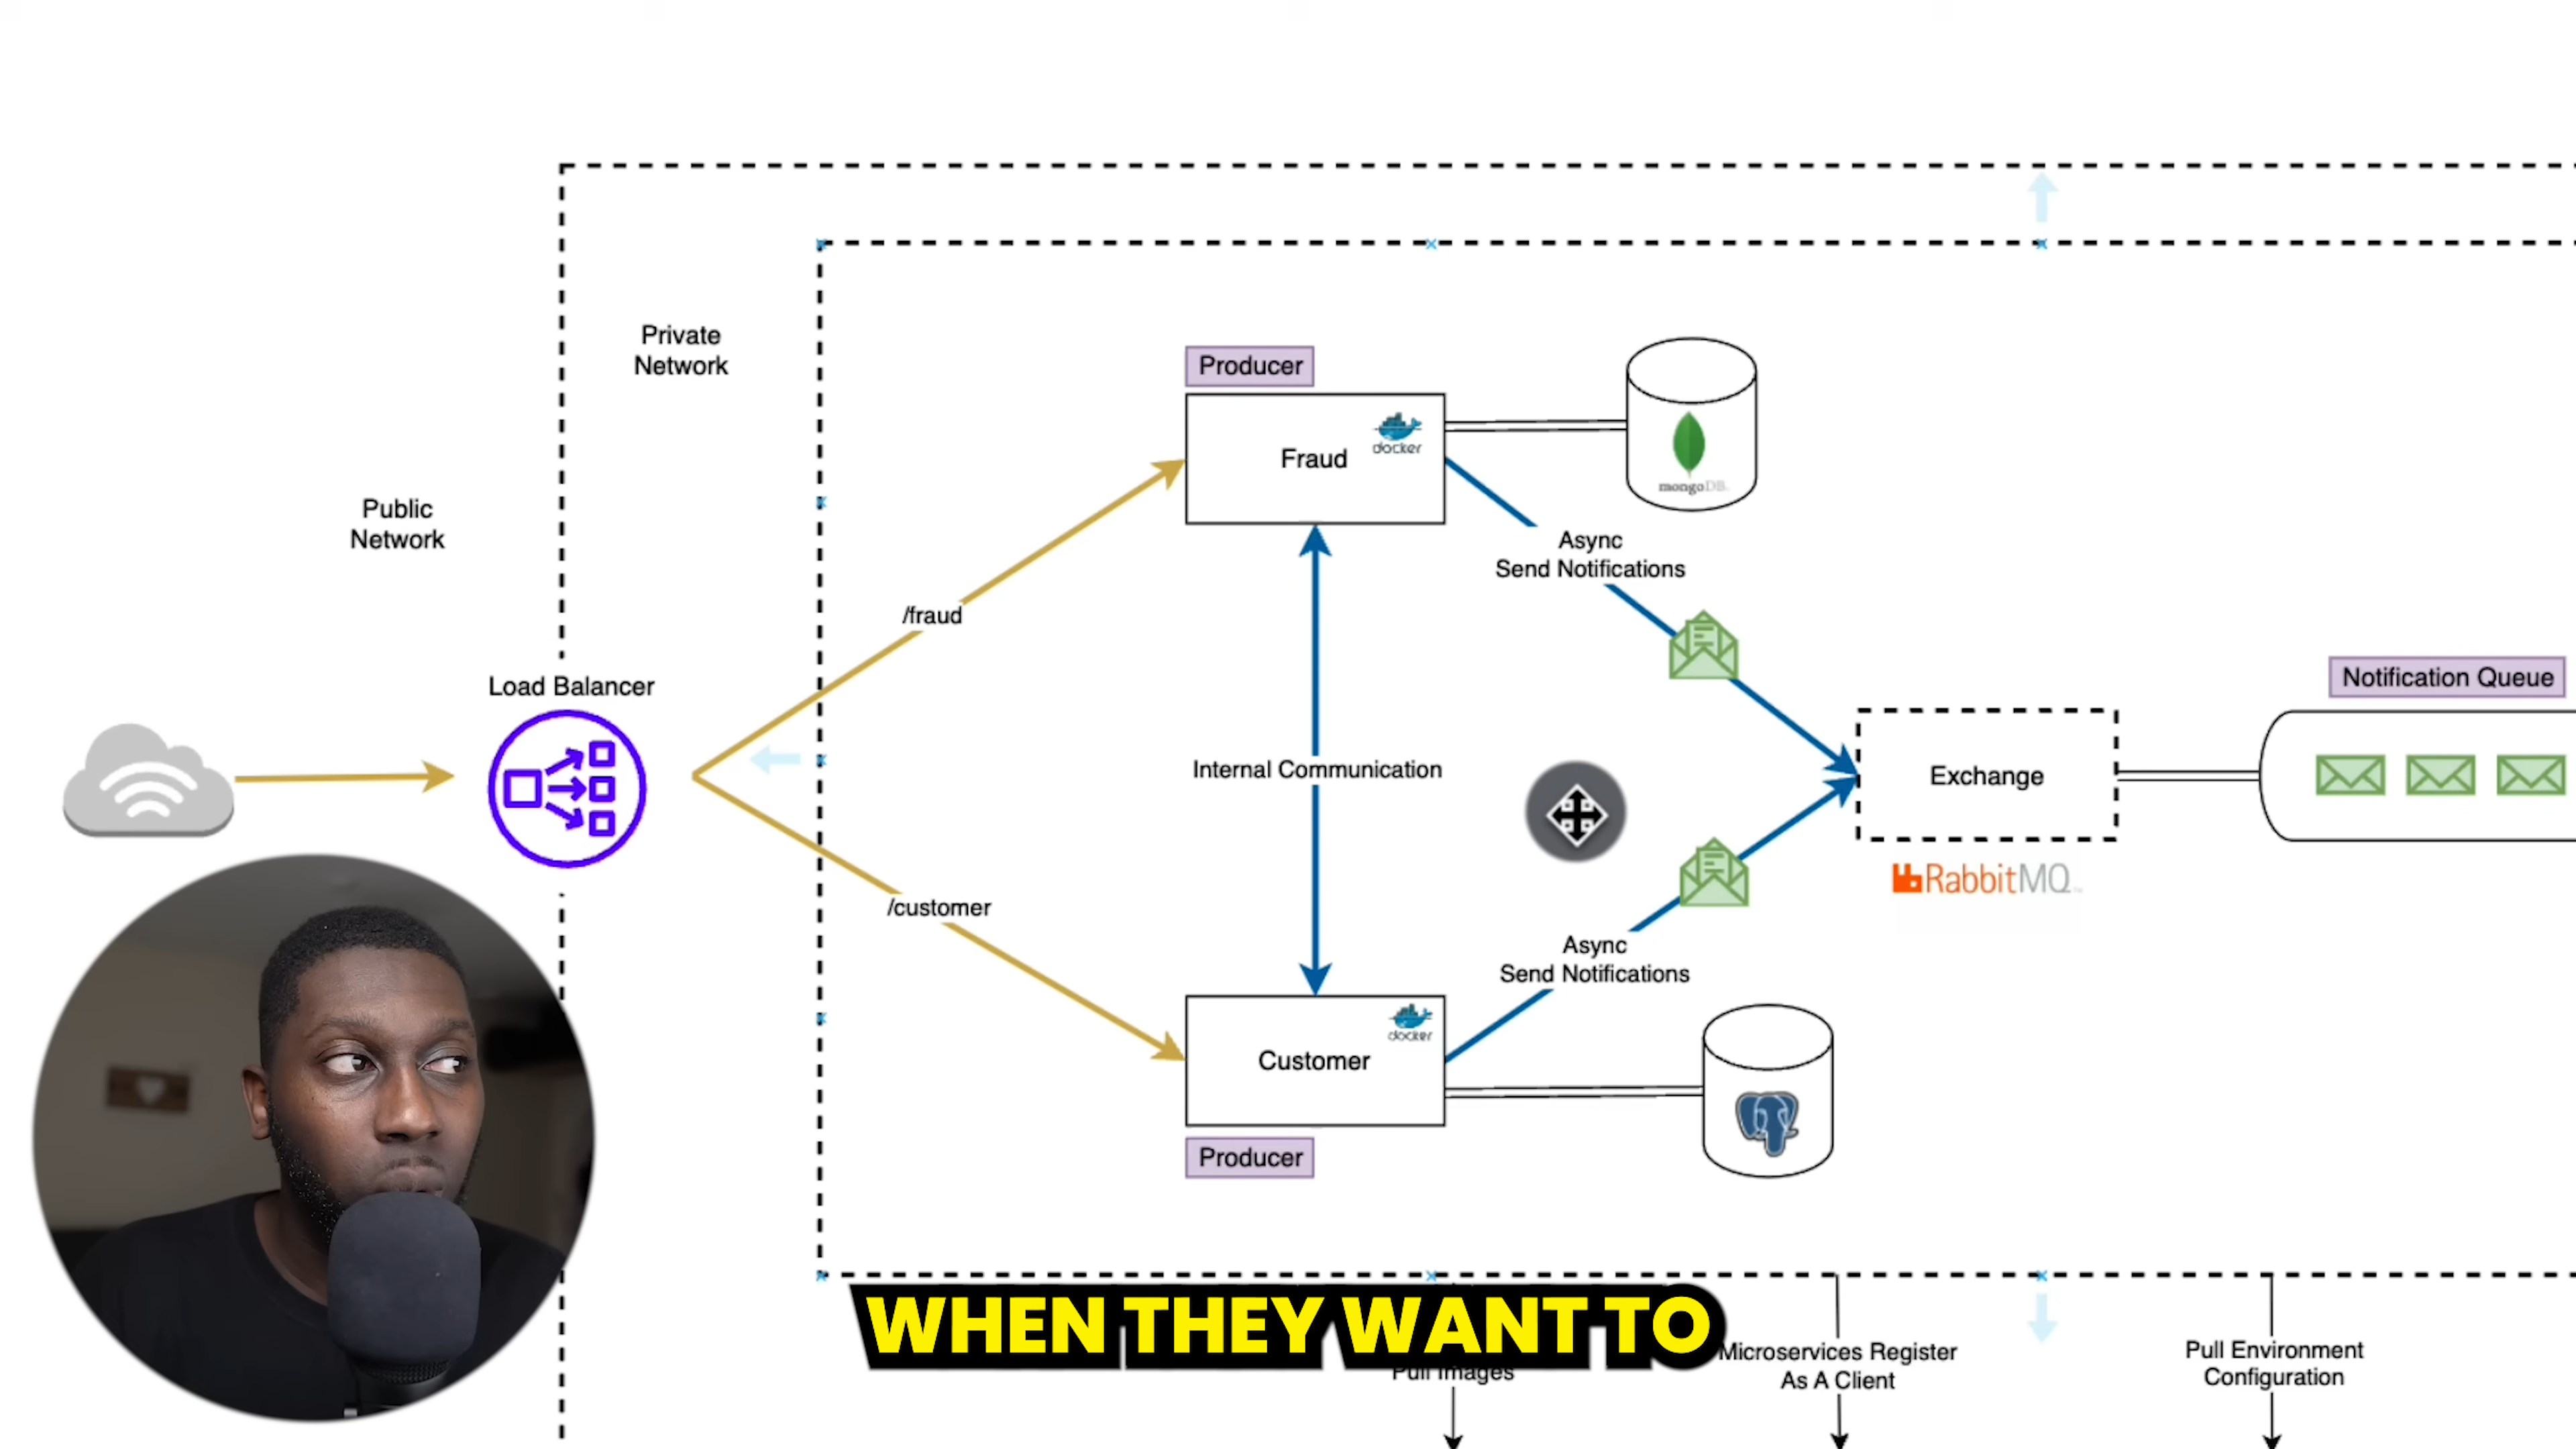 Private
Network
Producer
docker
Fraud
mongoDB
Public
Network
Async
Send Notifications
/fraud
Load Balancer
Notification Queue
Internal Communication
Exchange
RabbitMQ
/customer
Async
Send Notifications
docker
Customer
Producer
WHEN THEY WANT TO
Pull Images
Microservices Register
As A Client
Pull Environment
Configuration